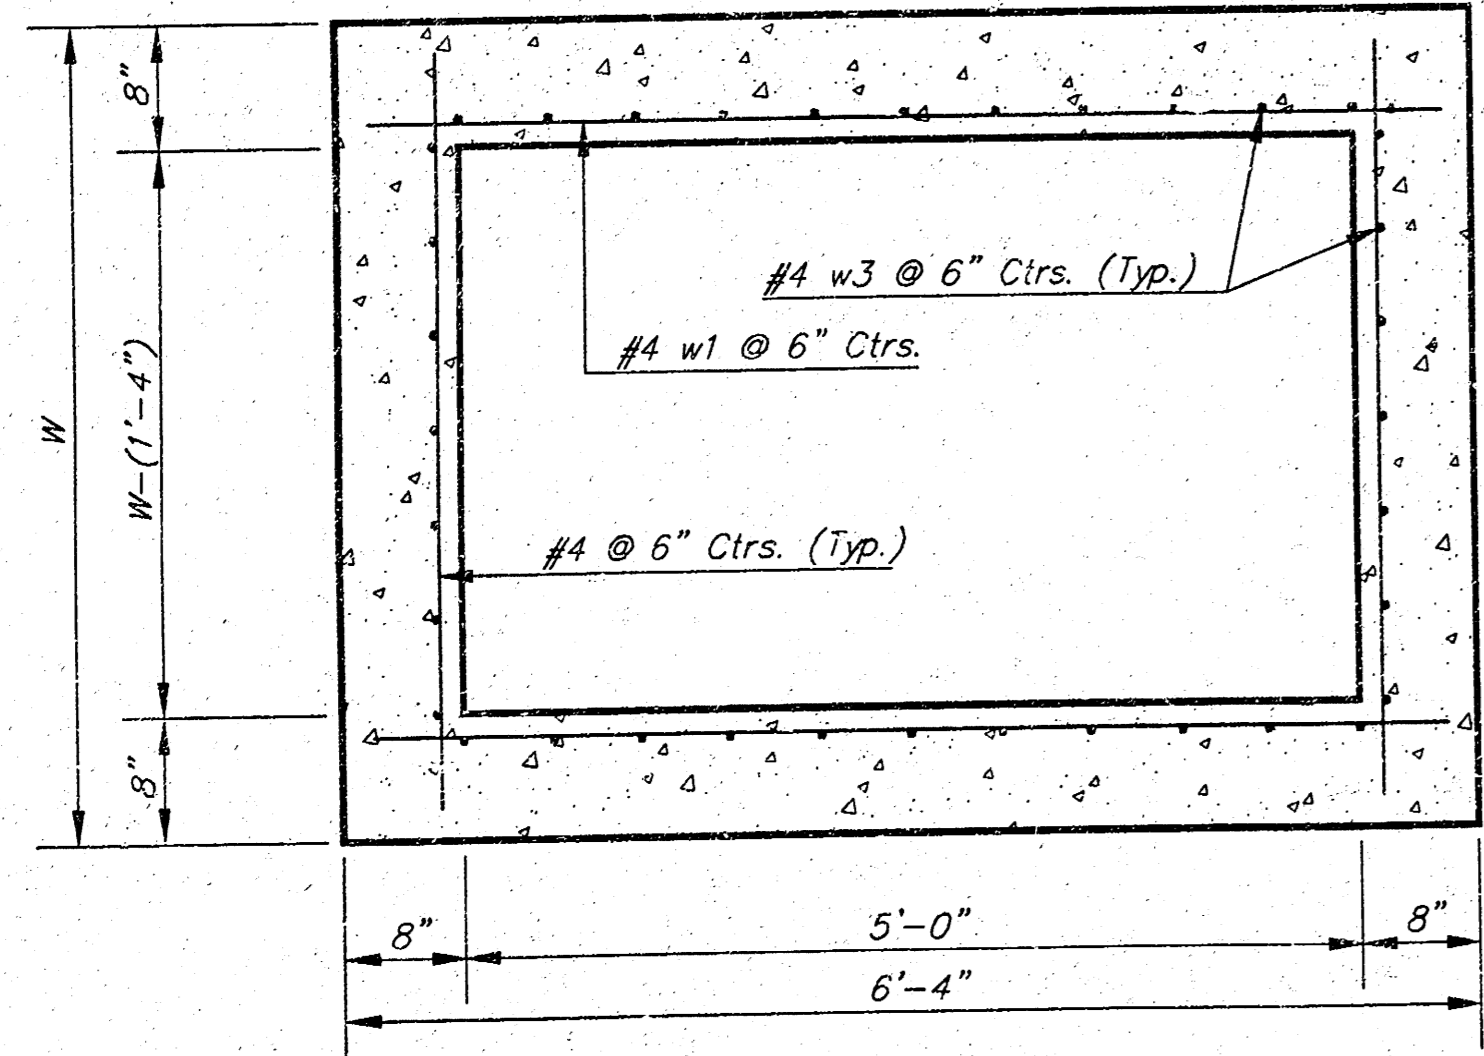 8"
#4 w3 @ 6" Ctrs. (Typ.)
#4 w1 @ 6" Ctrs.
W
W-(1'-4")
#4 @ 6" Ctrs. (Typ.)
8"
8"
5'-0"
8"
6'-4"